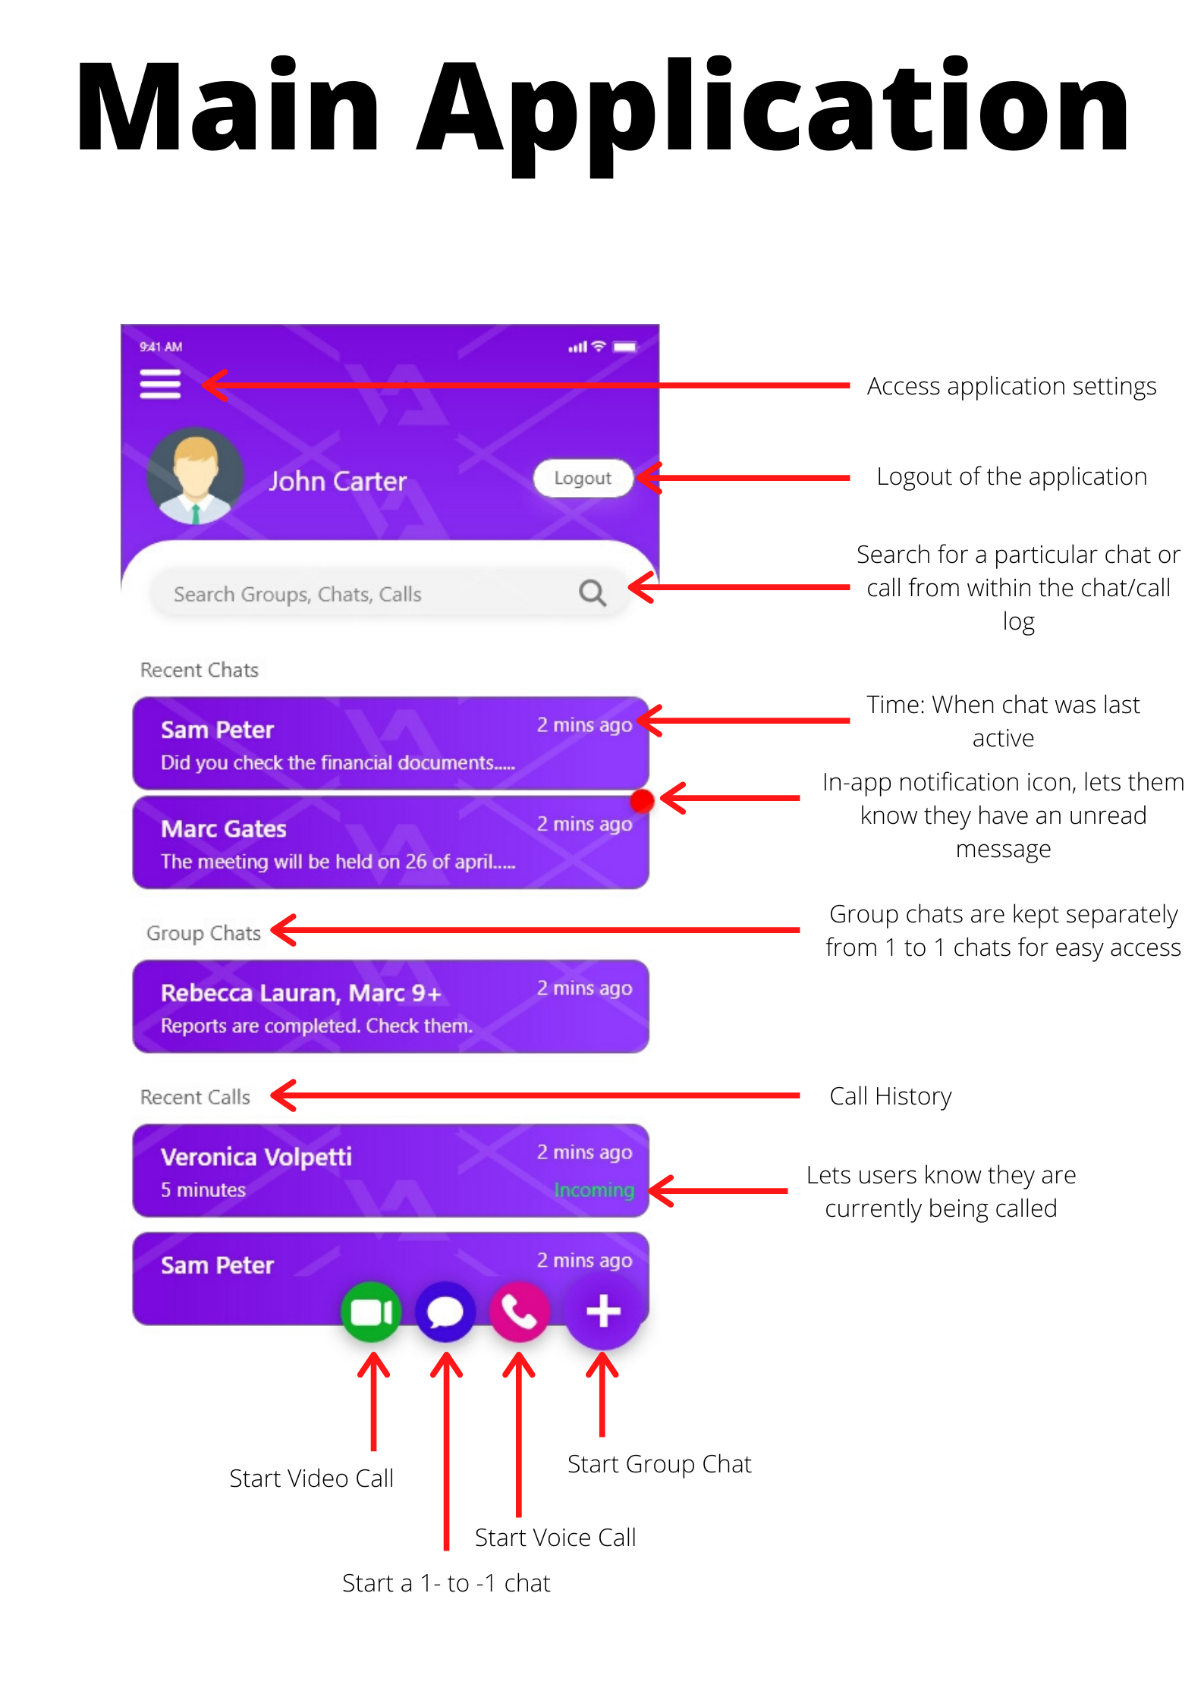 Main Application
9:41 AM
Access application settings
John Carter
Logout
Logout of the application
Search Groups, Chats, Calls
Search for a particular chat or
call from within the chat/call
log
Recent Chats
Sam Peter
2 mins ago
Did you check the financial documents.....
Time: When chat was last
active
Marc Gates
2 mins ago
The meeting will be held on 26 of april.....
In-app notification icon, lets them
know they have an unread
message
Group Chats
Group chats are kept separately
from 1 to 1 chats for easy access
Rebecca Lauran, Marc 9+
2 mins ago
Reports are completed. Check them.
Recent Calls
Call History
Veronica Volpetti
2 mins ago
5 minutes
Incoming
Lets users know they are
currently being called
Sam Peter
2 mins ago
Start Video Call
Start Group Chat
Start Voice Call
Start a 1- to -1 chat